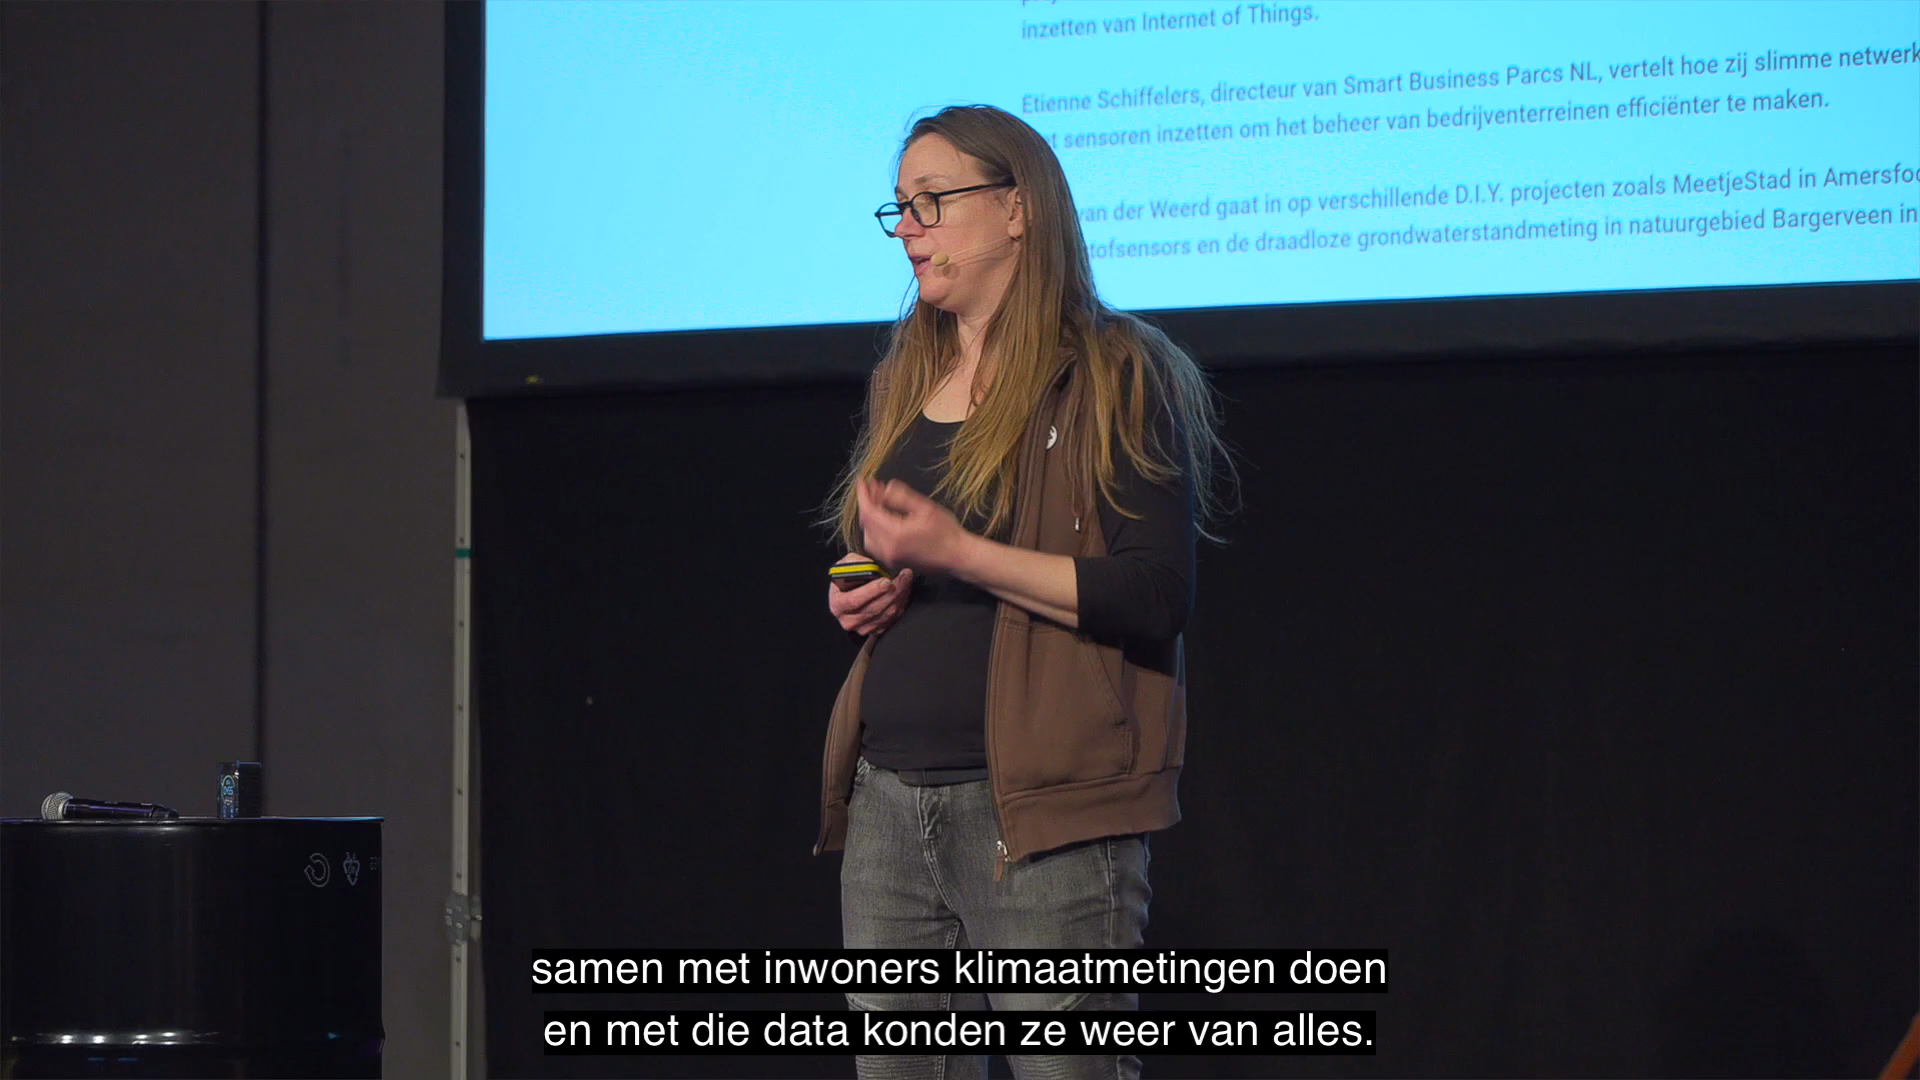 inzetten van Internet of Things.
Etienne Schiffelers, directeur van Smart Business Parcs NL, vertelt hoe zij slimme netwerk
sensoren inzetten om het beheer van bedrijventerreinen efficiënter te maken.
van der Weerd gaat in op verschillende D.I.Y. projecten zoals MeetjeStad in Amersfoo
tofsensors en de draadloze grondwaterstandmeting in natuurgebied Bargerveen in
samen met inwoners klimaatmetingen doen
en met die data konden ze weer van alles.